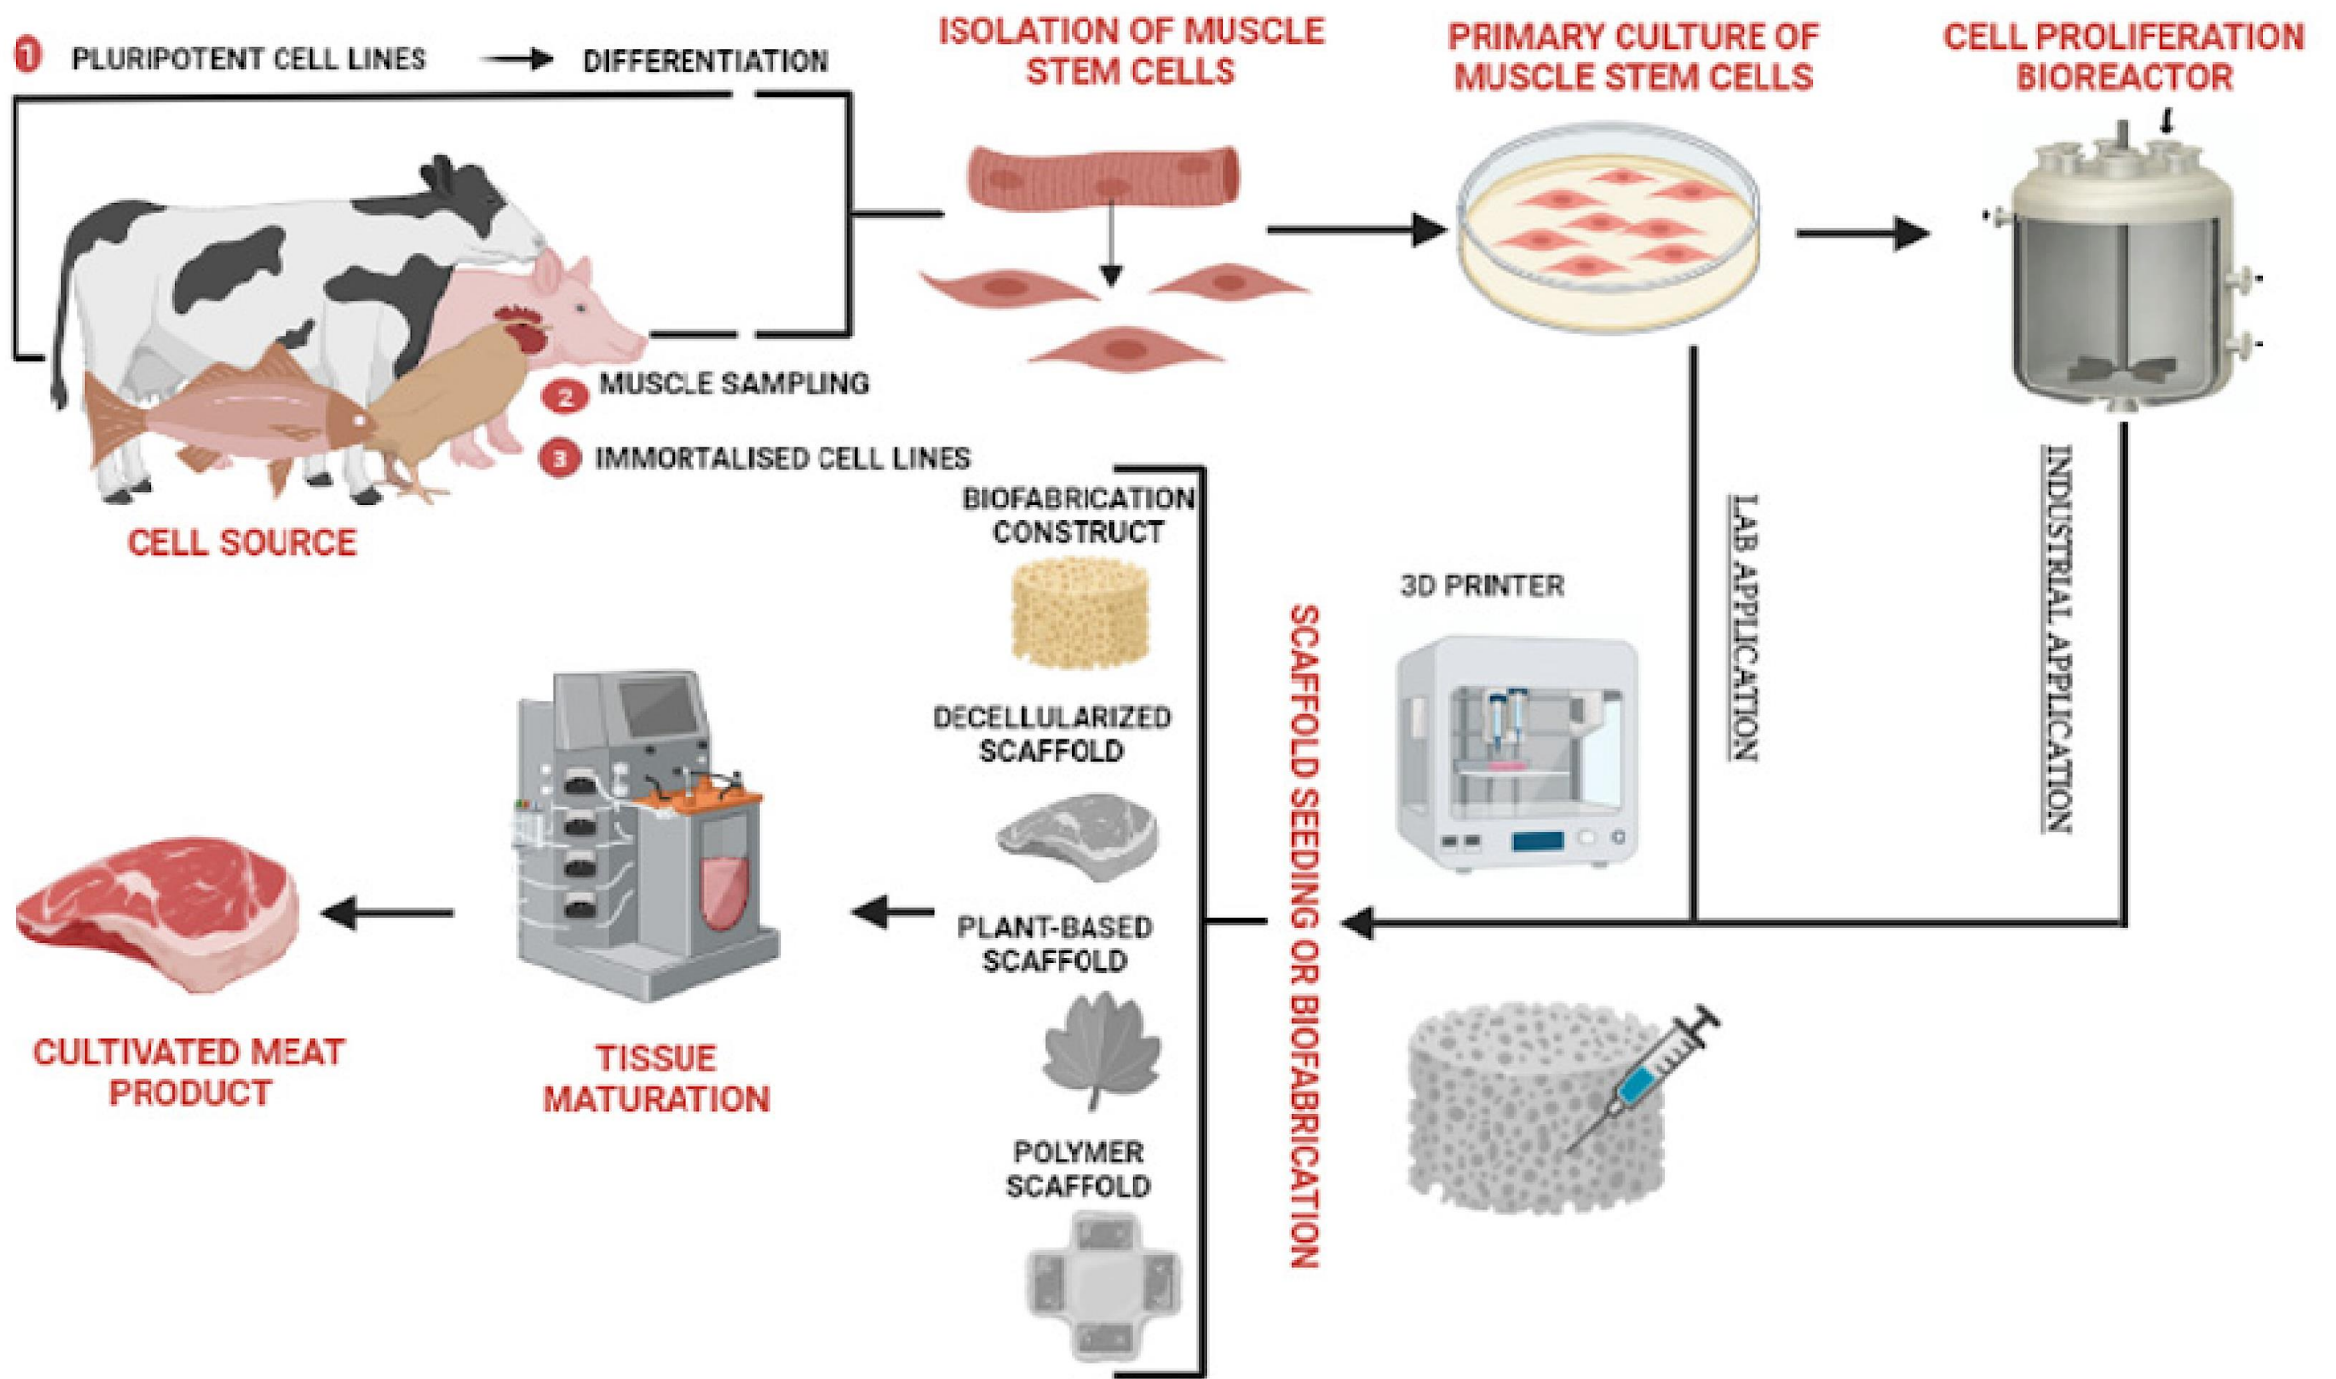 1 PLURIPOTENT CELL LINES → DIFFERENTIATION
ISOLATION OF MUSCLE
STEM CELLS
PRIMARY CULTURE OF
MUSCLE STEM CELLS
CELL PROLIFERATION
BIOREACTOR
2 MUSCLE SAMPLING
3 IMMORTALISED CELL LINES
CELL SOURCE
LAB APPLICATION
INDUSTRIAL APPLICATION
3D PRINTER
SCAFFOLD SEEDING OR BIOFABRICATION
BIOFABRICATION
CONSTRUCT
DECELLULARIZED
SCAFFOLD
PLANT-BASED
SCAFFOLD
POLYMER
SCAFFOLD
TISSUE
MATURATION
CULTIVATED MEAT
PRODUCT